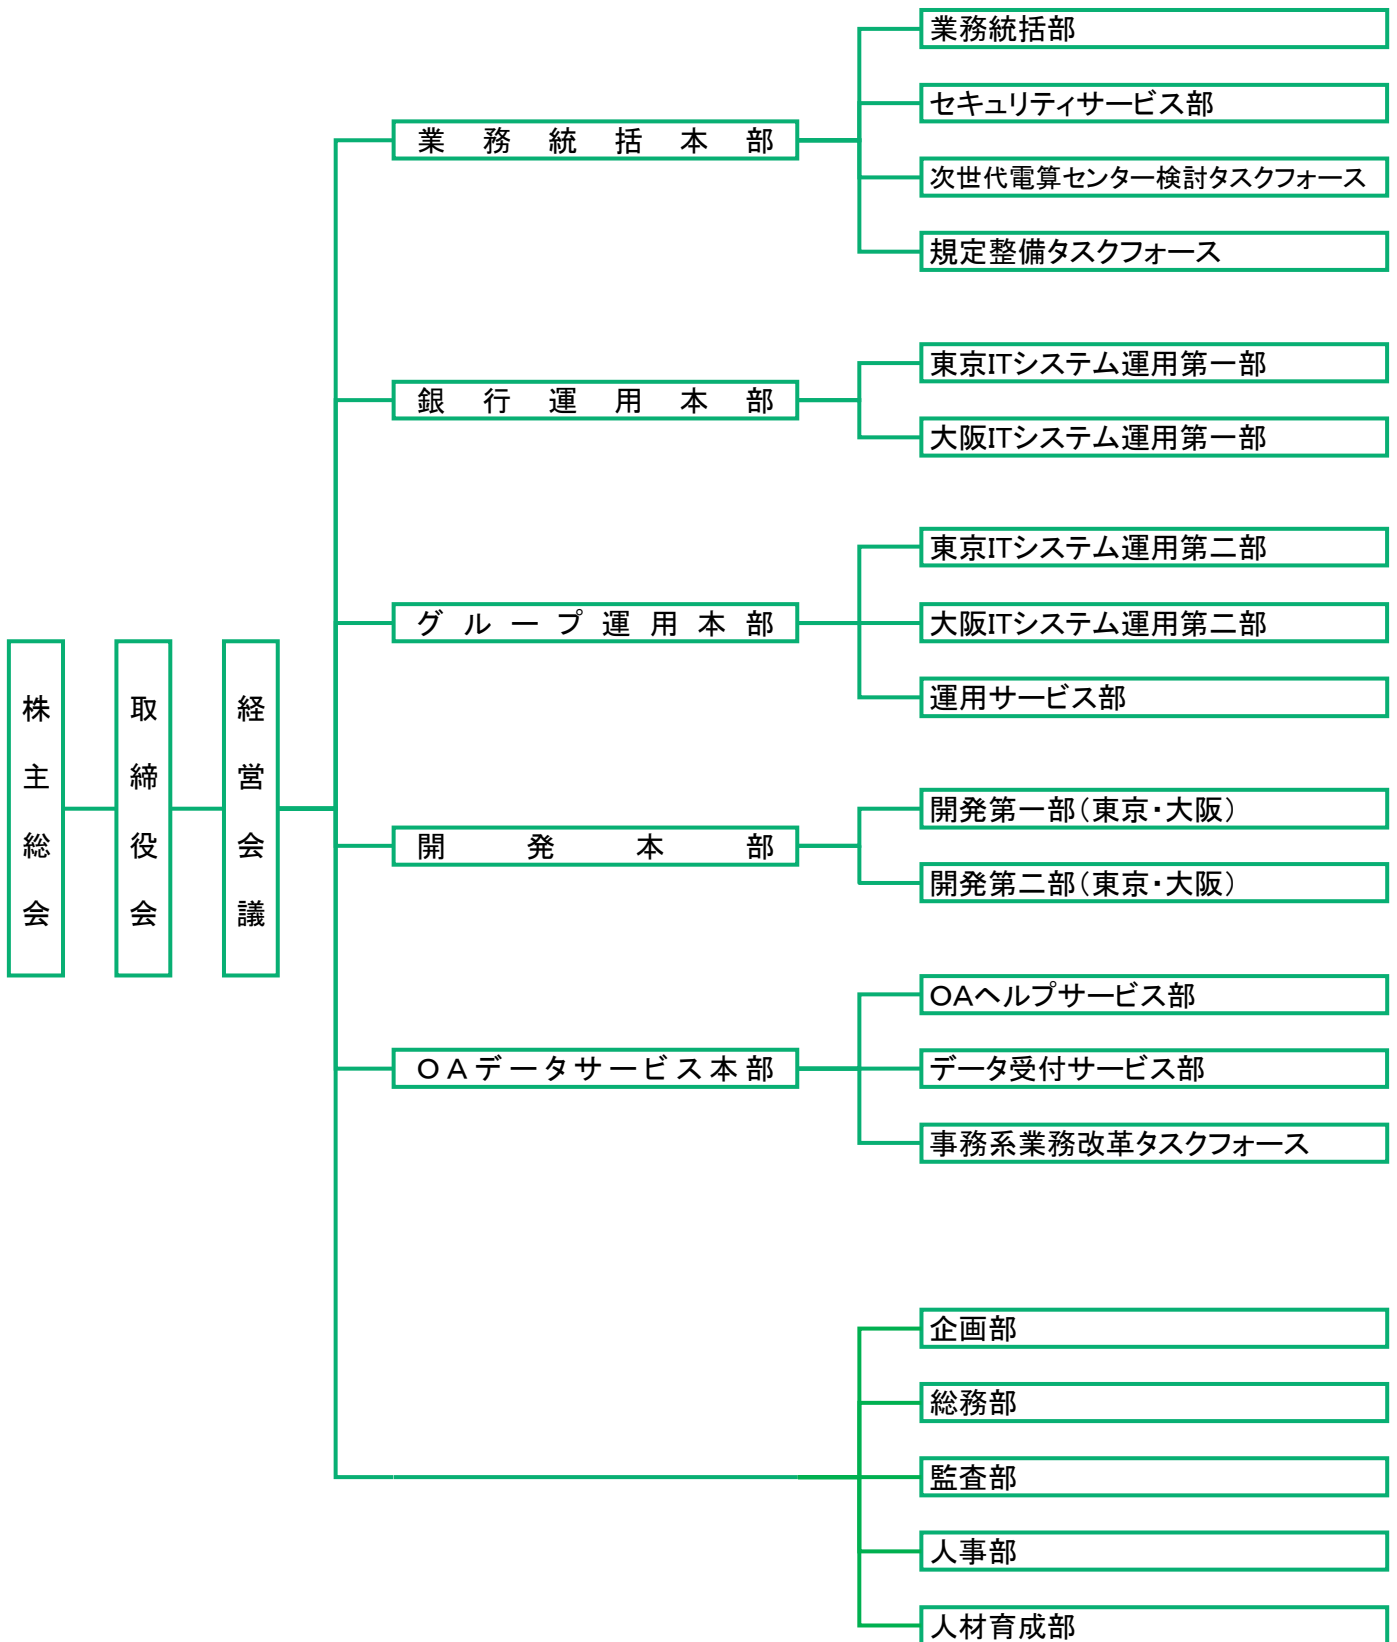 株主総会
取締役会
経営会議
業務統括本部
業務統括部
セキュリティサービス部
次世代電算センター検討タスクフォース
規定整備タスクフォース
銀行運用本部
東京ITシステム運用第一部
大阪ITシステム運用第一部
グループ運用本部
東京ITシステム運用第二部
大阪ITシステム運用第二部
運用サービス部
開発本部
開発第一部（東京・大阪）
開発第二部（東京・大阪）
ＯＡデータサービス本部
OAヘルプサービス部
データ受付サービス部
事務系業務改革タスクフォース
企画部
総務部
監査部
人事部
人材育成部